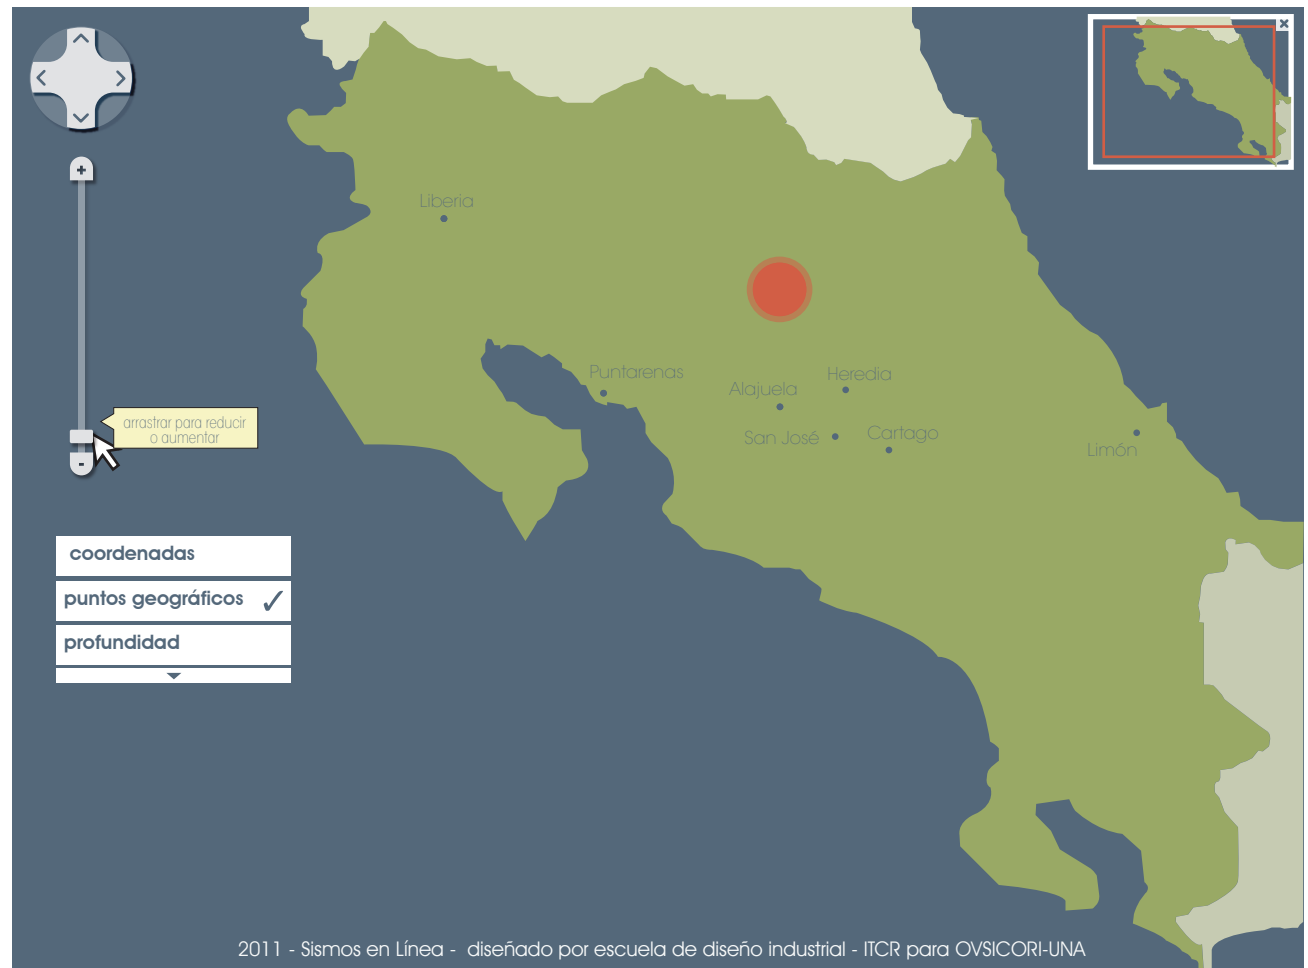 Liberia
Puntarenas
Alajuela
Heredia
San José
Cartago
Limón
+
arrastrar para reducir
o aumentar
-
coordenadas
puntos geográficos ✓
profundidad
2011 - Sismos en Línea - diseñado por escuela de diseño industrial - ITCR para OVSICORI-UNA